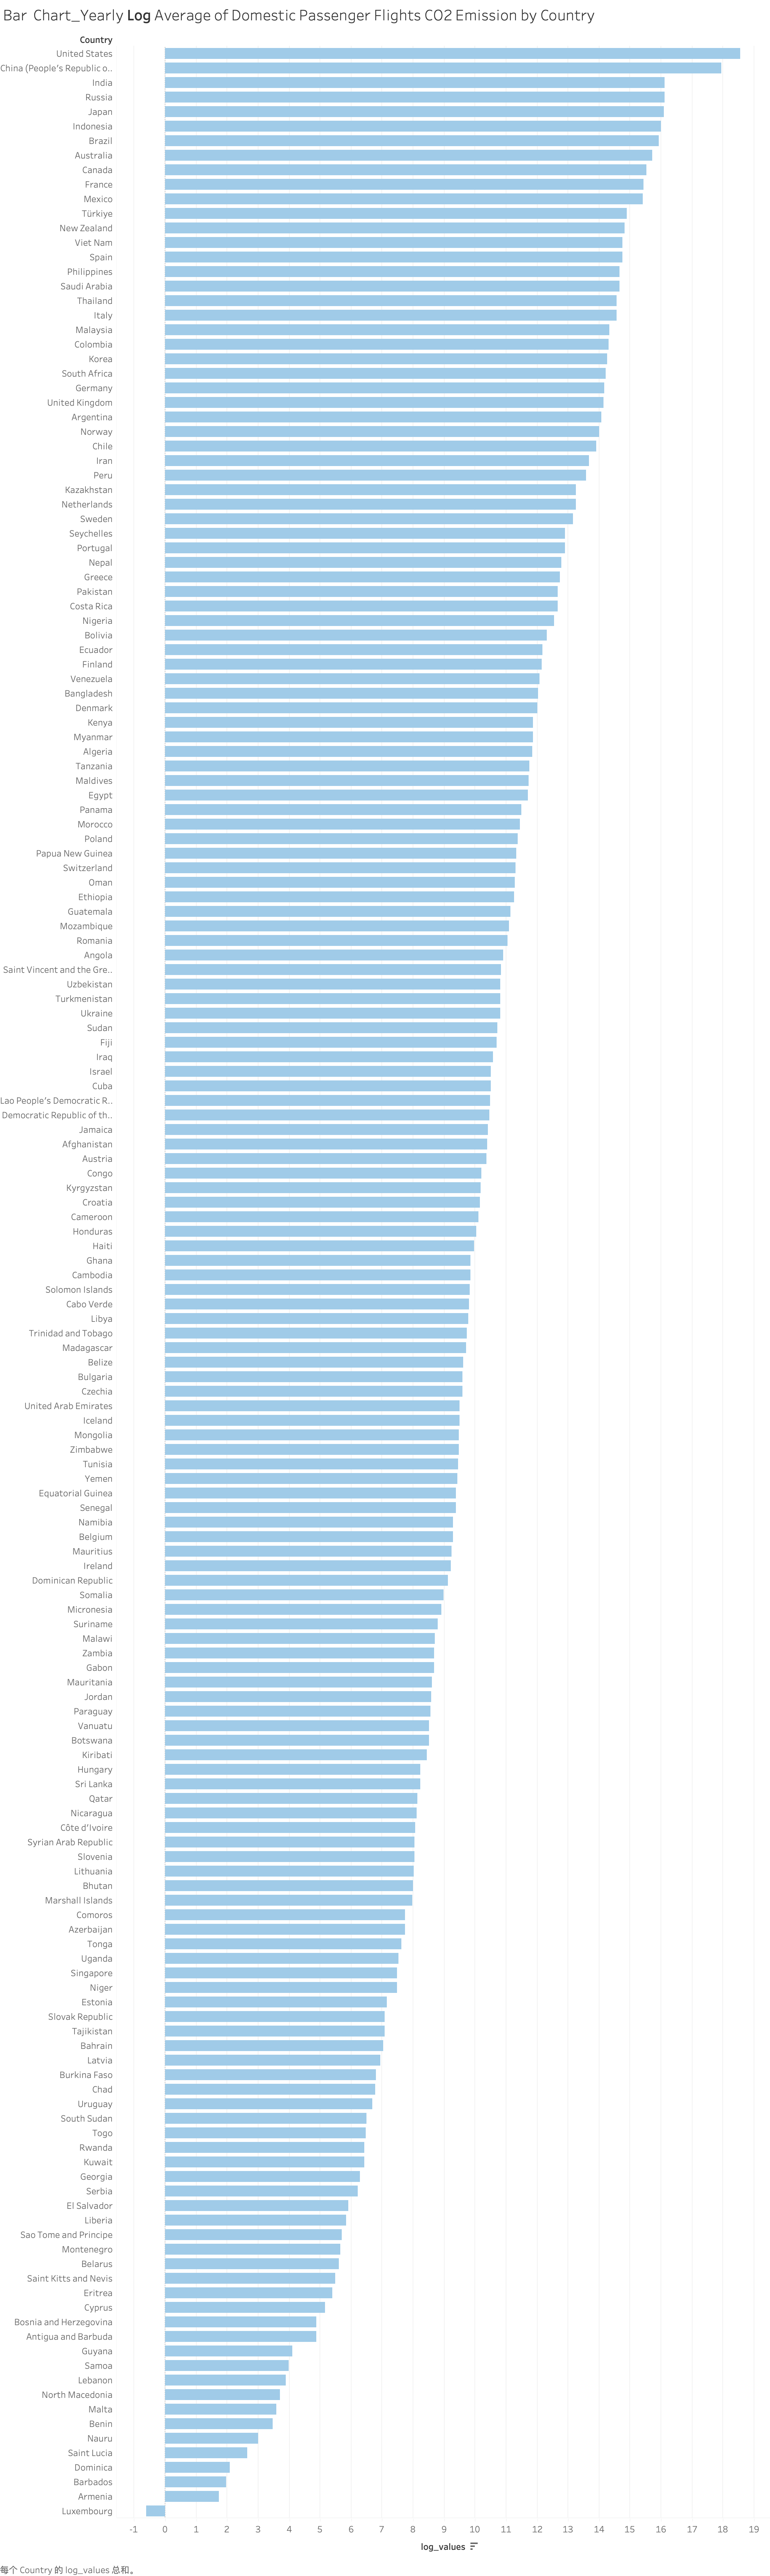 Bar Chart_Yearly Log Average of Domestic Passenger Flights CO2 Emission by Country
Country
United States
China (People's Republic o..
India
Russia
Japan
Indonesia
Brazil
Australia
Canada
France
Mexico
Türkiye
New Zealand
Viet Nam
Spain
Philippines
Saudi Arabia
Thailand
Italy
Malaysia
Colombia
Korea
South Africa
Germany
United Kingdom
Argentina
Norway
Chile
Iran
Peru
Kazakhstan
Netherlands
Sweden
Seychelles
Portugal
Nepal
Greece
Pakistan
Costa Rica
Nigeria
Bolivia
Ecuador
Finland
Venezuela
Bangladesh
Denmark
Kenya
Myanmar
Algeria
Tanzania
Maldives
Egypt
Panama
Morocco
Poland
Papua New Guinea
Switzerland
Oman
Ethiopia
Guatemala
Mozambique
Romania
Angola
Saint Vincent and the Gre..
Uzbekistan
Turkmenistan
Ukraine
Sudan
Fiji
Iraq
Israel
Cuba
Lao People's Democratic R..
Democratic Republic of th..
Jamaica
Afghanistan
Austria
Congo
Kyrgyzstan
Croatia
Cameroon
Honduras
Haiti
Ghana
Cambodia
Solomon Islands
Cabo Verde
Libya
Trinidad and Tobago
Madagascar
Belize
Bulgaria
Czechia
United Arab Emirates
Iceland
Mongolia
Zimbabwe
Tunisia
Yemen
Equatorial Guinea
Senegal
Namibia
Belgium
Mauritius
Ireland
Dominican Republic
Somalia
Micronesia
Suriname
Malawi
Zambia
Gabon
Mauritania
Jordan
Paraguay
Vanuatu
Botswana
Kiribati
Hungary
Sri Lanka
Qatar
Nicaragua
Côte d'Ivoire
Syrian Arab Republic
Slovenia
Lithuania
Bhutan
Marshall Islands
Comoros
Azerbaijan
Tonga
Uganda
Singapore
Niger
Estonia
Slovak Republic
Tajikistan
Bahrain
Latvia
Burkina Faso
Chad
Uruguay
South Sudan
Togo
Rwanda
Kuwait
Georgia
Serbia
El Salvador
Liberia
Sao Tome and Principe
Montenegro
Belarus
Saint Kitts and Nevis
Eritrea
Cyprus
Bosnia and Herzegovina
Antigua and Barbuda
Guyana
Samoa
Lebanon
North Macedonia
Malta
Benin
Nauru
Saint Lucia
Dominica
Barbados
Armenia
Luxembourg
-1 0 1 2 3 4 5 6 7 8 9 10 11 12 13 14 15 16 17 18 19
log_values
每个 Country 的 log_values 总和。